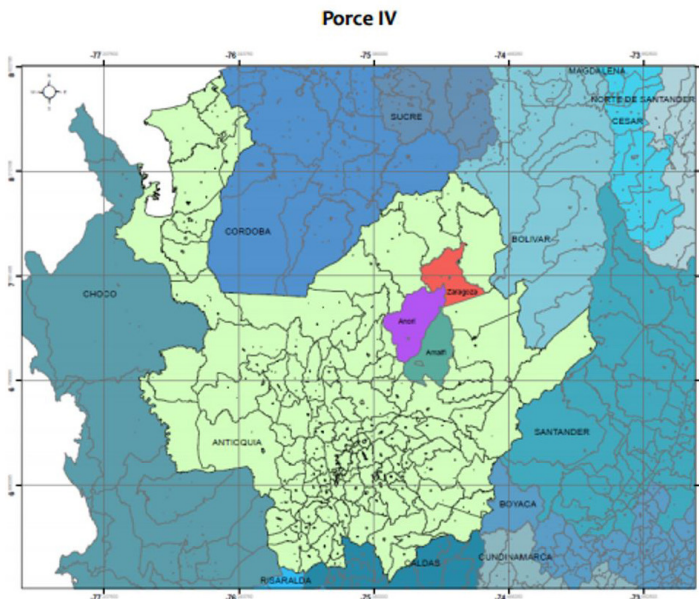 Porce IV
-77
-76
-75
-74
-73
MAGDALENA
NORTE DE SANTANDER
SUCRE
CESAR
CORDOBA
BOLIVAR
CHOCO
Zaragoza
Anorí
Amalfi
ANTIOQUIA
SANTANDER
BOYACA
CUNDINAMARCA
CALDAS
RISARALDA
-77
-76
-75
-74
-73